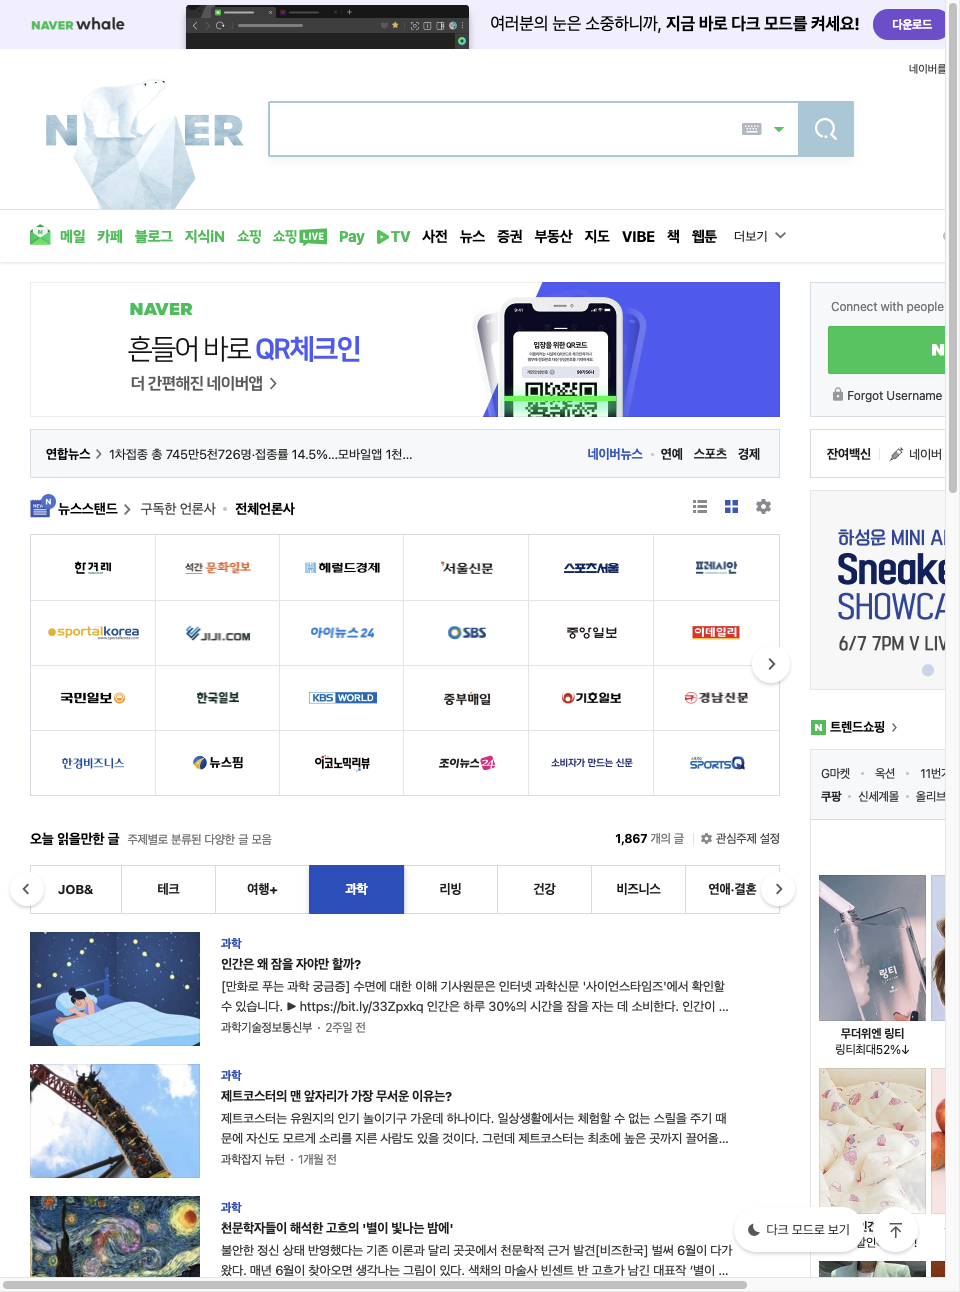 NAVER whale
여러분의 눈은 소중하니까, 지금 바로 다크 모드를 켜세요!
다운로드
네이버를
N ER
메일 카페 블로그 지식iN 쇼핑 쇼핑LIVE Pay TV 사전 뉴스 증권 부동산 지도 VIBE 책 웹툰 더보기
NAVER
흔들어 바로 QR체크인
더 간편해진 네이버앱
입장을 위한 QR코드
Connect with people
N
Forgot Username
연합뉴스 1차접종 총 745만5천726명·접종률 14.5%...모바일앱 1천...
네이버뉴스 연예 스포츠 경제
잔여백신 네이버
NEW N 뉴스스탠드 구독한 언론사 전체언론사
한겨레 석간 문화일보 헤럴드경제 서울신문 스포츠서울 프레시안
sportalkorea www.sportalkorea.com JIJI.COM 아이뉴스24 SBS 중앙일보 이데일리
국민일보 한국일보 KBS WORLD 중부매일 기호일보 경남신문
한경비즈니스 뉴스핌 이코노믹리뷰 조이뉴스24 소비자가 만드는 신문 SPORTSQ
하성운 MINI AL
Sneake
SHOWCA
6/7 7PM V LIV
N 트렌드쇼핑
G마켓 옥션 11번가
쿠팡 신세계몰 올리브
오늘 읽을만한 글 주제별로 분류된 다양한 글 모음
1,867 개의 글 관심주제 설정
JOB& 테크 여행+ 과학 리빙 건강 비즈니스 연애·결혼
과학
인간은 왜 잠을 자야만 할까?
[만화로 푸는 과학 궁금증] 수면에 대한 이해 기사원문은 인터넷 과학신문 '사이언스타임즈'에서 확인할
수 있습니다. ▶ https://bit.ly/33Zpxkq 인간은 하루 30%의 시간을 잠을 자는 데 소비한다. 인간이 ...
과학기술정보통신부 · 2주일 전
링티
무더위엔 링티
링티최대52%↓
과학
제트코스터의 맨 앞자리가 가장 무서운 이유는?
제트코스터는 유원지의 인기 놀이기구 가운데 하나이다. 일상생활에서는 체험할 수 없는 스릴을 주기 때
문에 자신도 모르게 소리를 지른 사람도 있을 것이다. 그런데 제트코스터는 최초에 높은 곳까지 끌어올...
과학잡지 뉴턴 · 1개월 전
과학
천문학자들이 해석한 고흐의 '별이 빛나는 밤에'
불안한 정신 상태 반영했다는 기존 이론과 달리 곳곳에서 천문학적 근거 발견[비즈한국] 벌써 6월이 다가
왔다. 매년 6월이 찾아오면 생각나는 그림이 있다. 색채의 마술사 빈센트 반 고흐가 남긴 대표작 '별이 ...
다크 모드로 보기